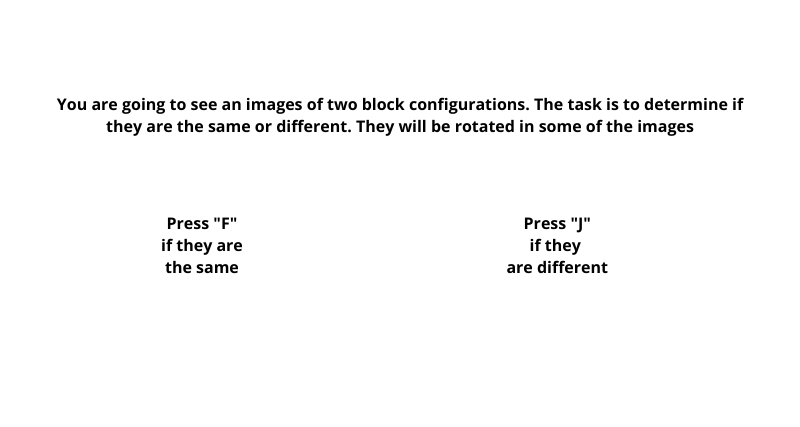 You are going to see an images of two block configurations. The task is to determine if
they are the same or different. They will be rotated in some of the images
Press "F"
if they are
the same
Press "J"
if they
are different